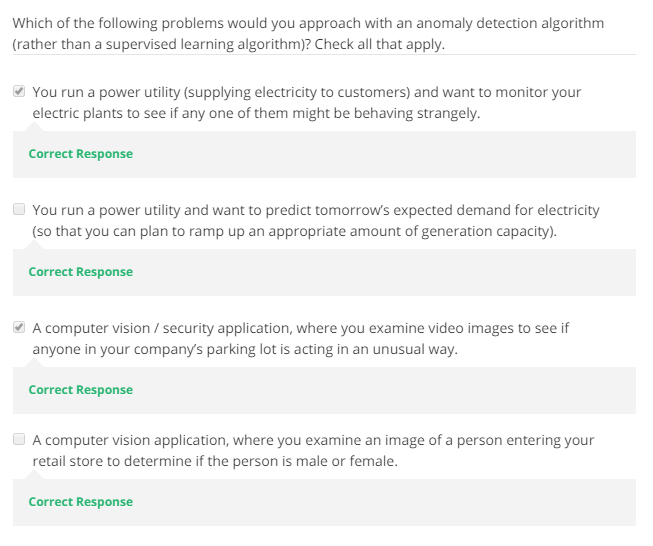 Which of the following problems would you approach with an anomaly detection algorithm
(rather than a supervised learning algorithm)? Check all that apply.
You run a power utility (supplying electricity to customers) and want to monitor your
electric plants to see if any one of them might be behaving strangely.
Correct Response
You run a power utility and want to predict tomorrow’s expected demand for electricity
(so that you can plan to ramp up an appropriate amount of generation capacity).
Correct Response
A computer vision / security application, where you examine video images to see if
anyone in your company’s parking lot is acting in an unusual way.
Correct Response
A computer vision application, where you examine an image of a person entering your
retail store to determine if the person is male or female.
Correct Response